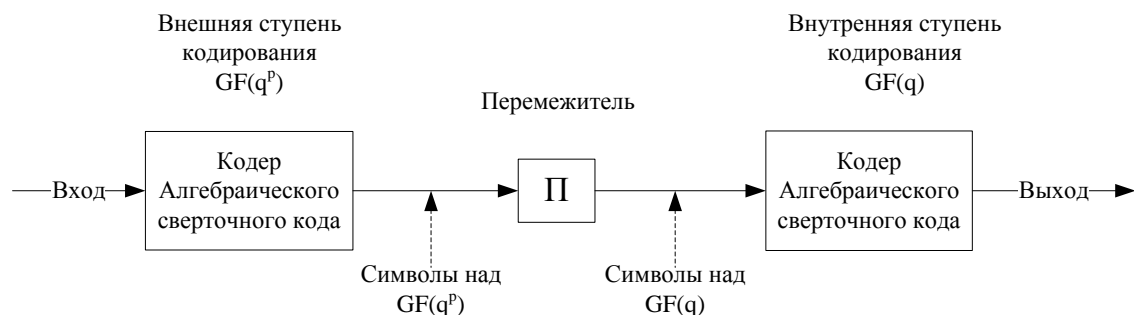 Внешняя ступень
кодирования
GF(q^p)
Внутренняя ступень
кодирования
GF(q)
Перемежитель
Вход
Кодер
Алгебраического
сверточного кода
П
Кодер
Алгебраического
сверточного кода
Выход
Символы над
GF(q^p)
Символы над
GF(q)